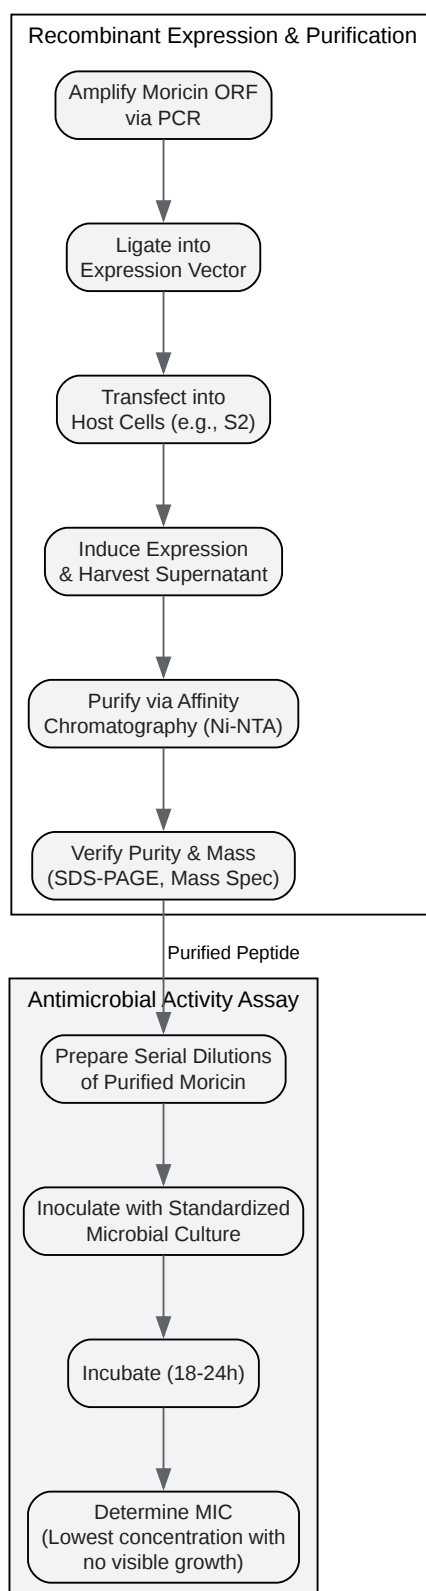 Recombinant Expression & Purification
Amplify Moricin ORF
via PCR
Ligate into
Expression Vector
Transfect into
Host Cells (e.g., S2)
Induce Expression
& Harvest Supernatant
Purify via Affinity
Chromatography (Ni-NTA)
Verify Purity & Mass
(SDS-PAGE, Mass Spec)
Purified Peptide
Antimicrobial Activity Assay
Prepare Serial Dilutions
of Purified Moricin
Inoculate with Standardized
Microbial Culture
Incubate (18-24h)
Determine MIC
(Lowest concentration with
no visible growth)